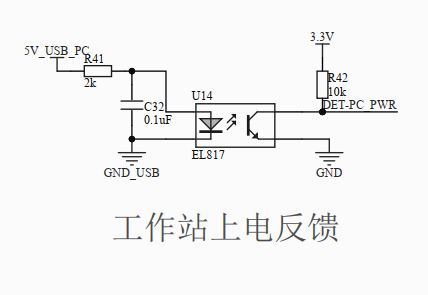 3.3V
5V_USB_PC
R41
2k
U14
R42
10k
DET-PC_PWR
C32
0.1uF
EL817
GND_USB
GND
工作站上电反馈